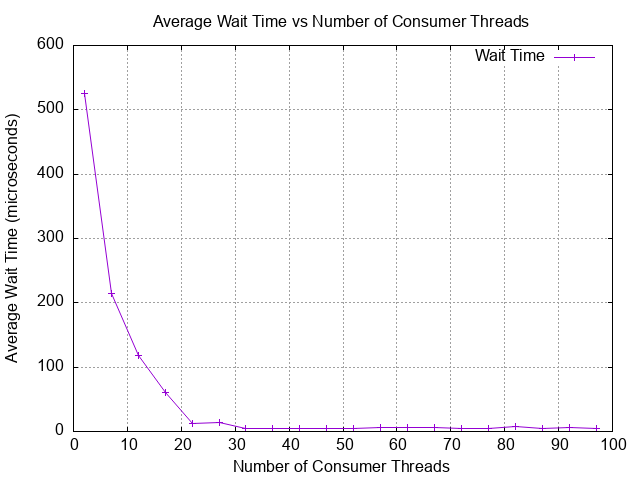 Average Wait Time vs Number of Consumer Threads
Wait Time
600
500
400
300
200
100
0
Average Wait Time (microseconds)
0 10 20 30 40 50 60 70 80 90 100
Number of Consumer Threads